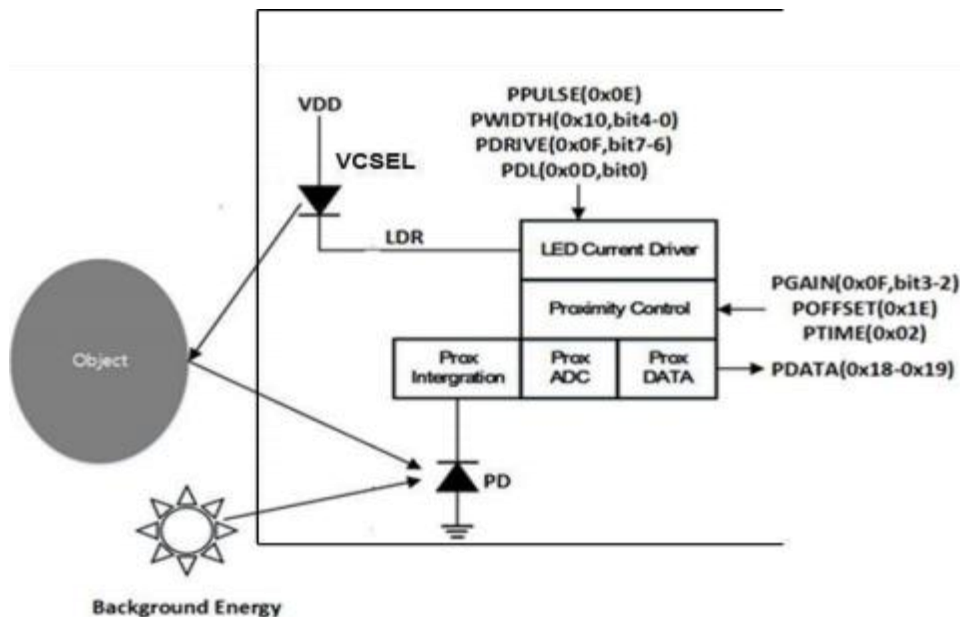 PPULSE(0x0E)
PWIDTH(0x10,bit4-0)
PDRIVE(0x0F,bit7-6)
PDL(0x0D,bit0)
VDD
VCSEL
LDR
LED Current Driver
Proximity Control
PGAIN(0x0F,bit3-2)
POFFSET(0x1E)
PTIME(0x02)
Prox
Intergration
Prox
ADC
Prox
DATA
PDATA(0x18-0x19)
Object
PD
Background Energy